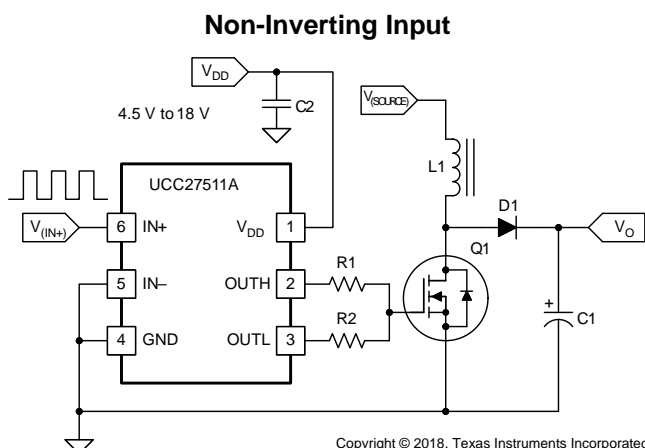 Non-Inverting Input
VDD
4.5 V to 18 V
C2
V(SOURCE)
L1
UCC27511A
V(IN+)
6 IN+
VDD 1
D1
VO
Q1
5 IN–
OUTH 2
R1
4 GND
OUTL 3
R2
+
C1
Copyright © 2018, Texas Instruments Incorporated